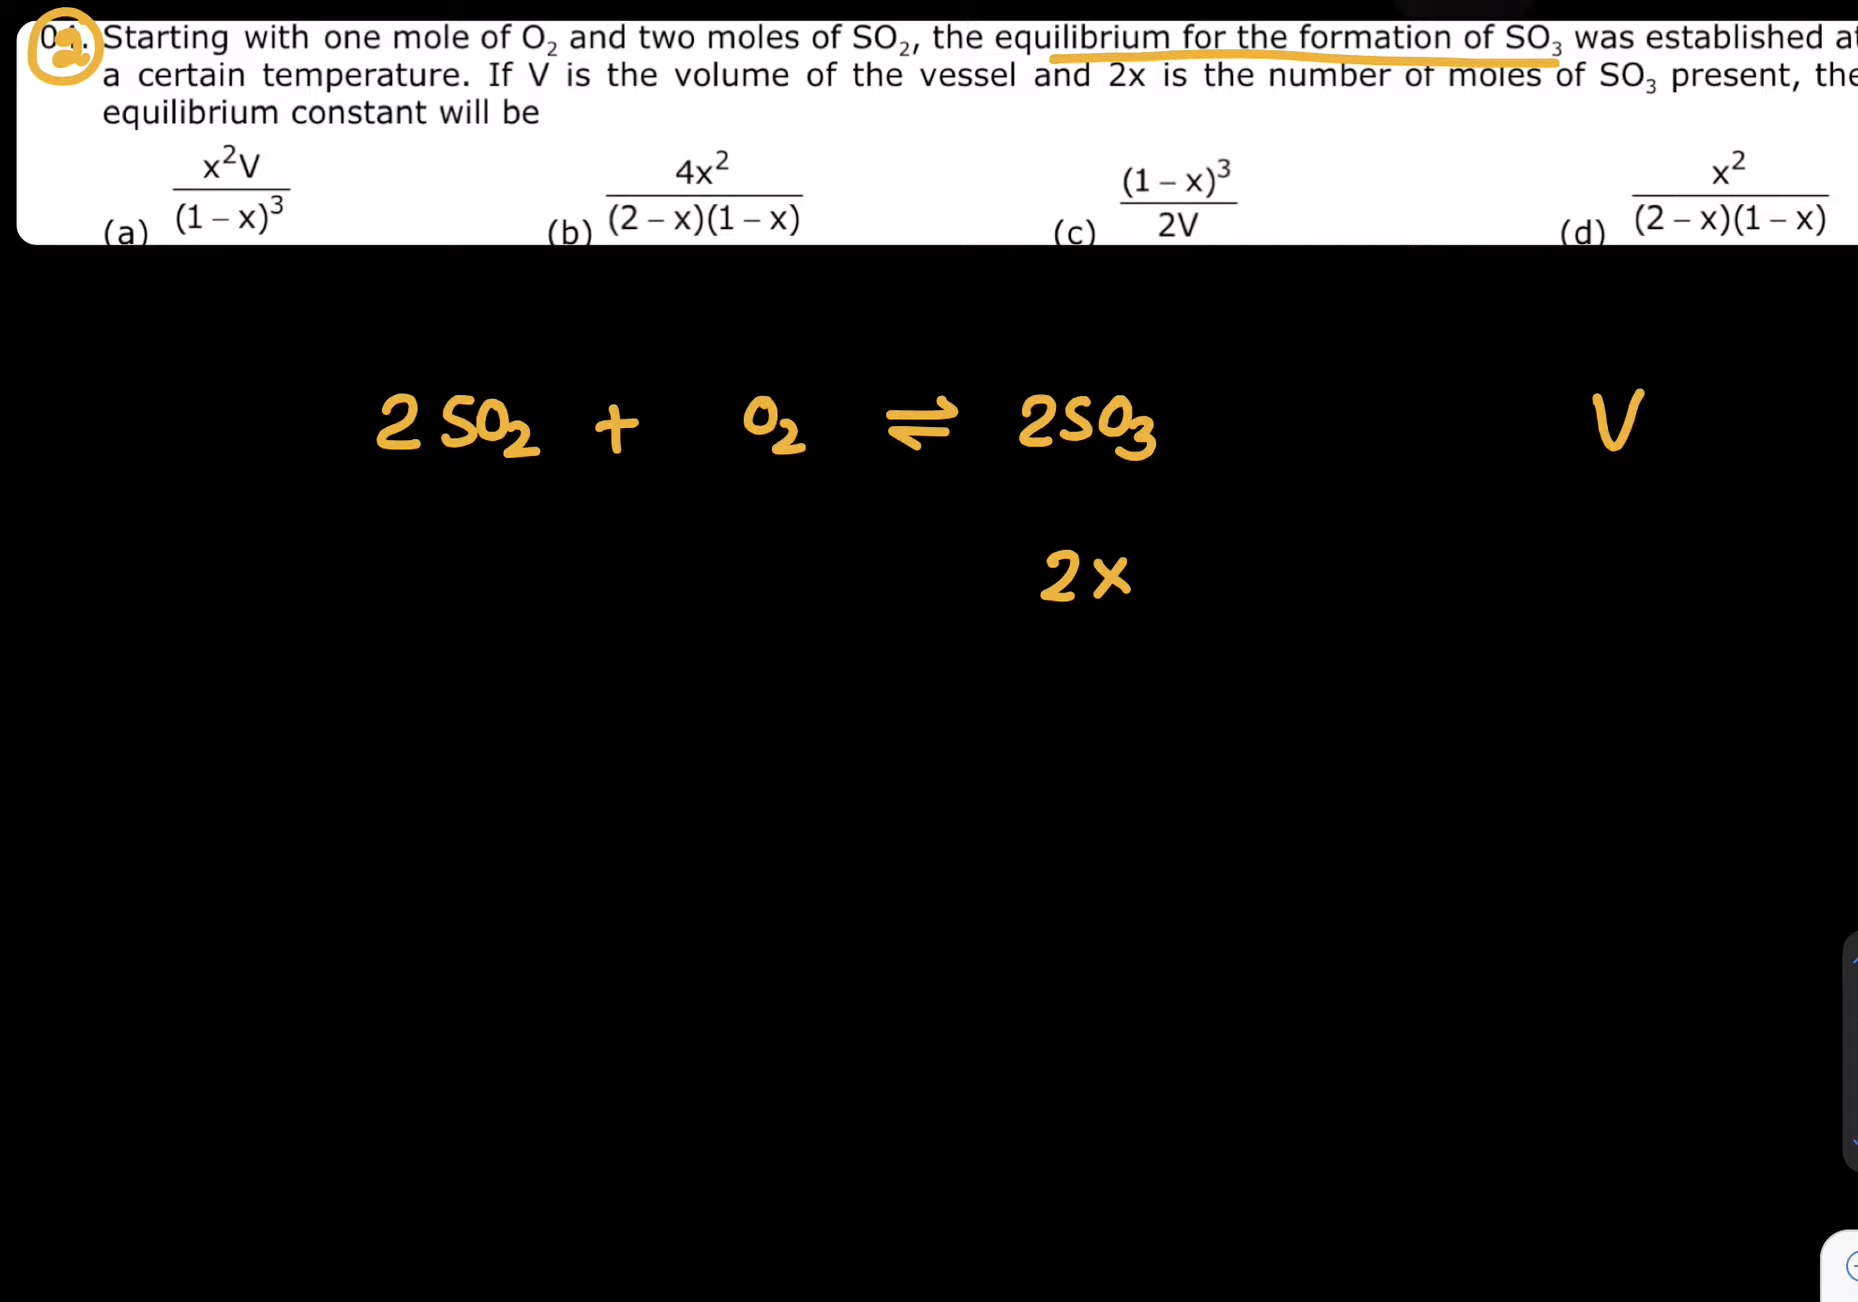 ② Starting with one mole of O₂ and two moles of SO₂, the equilibrium for the formation of SO₃ was established at
a certain temperature. If V is the volume of the vessel and 2x is the number of moles of SO₃ present, the
equilibrium constant will be
(a) x²V / (1 – x)³ (b) 4x² / (2 – x)(1 – x) (c) (1 – x)³ / 2V (d) x² / (2 – x)(1 – x)
2SO₂ + O₂ ⇌ 2SO₃ V
2x